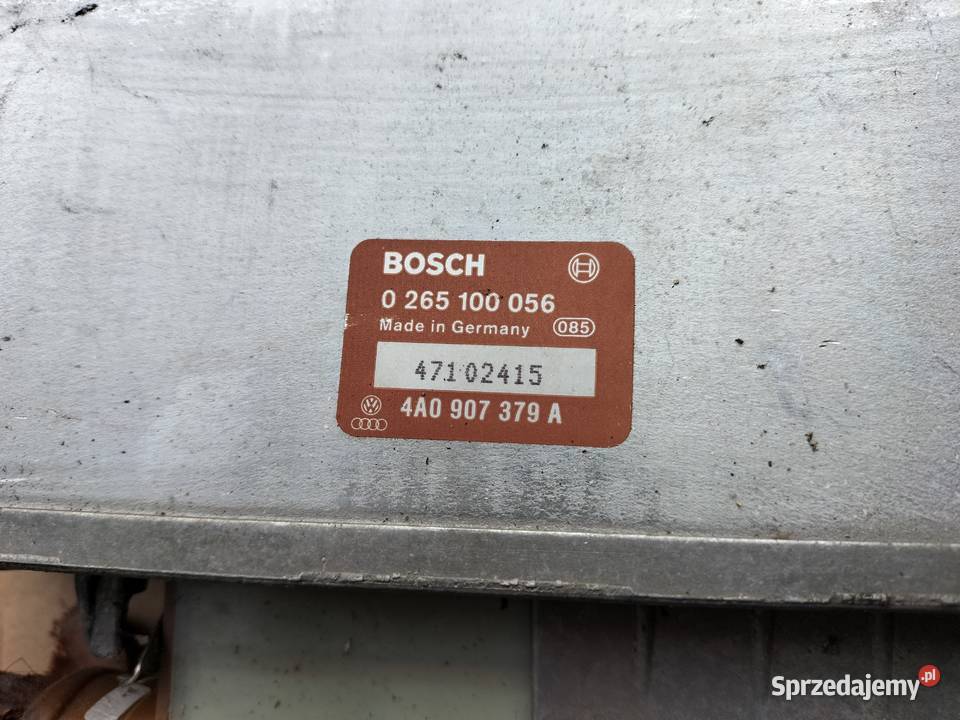 BOSCH
0 265 100 056
Made in Germany 085
47102415
4A0 907 379 A
Sprzedajemy.pl